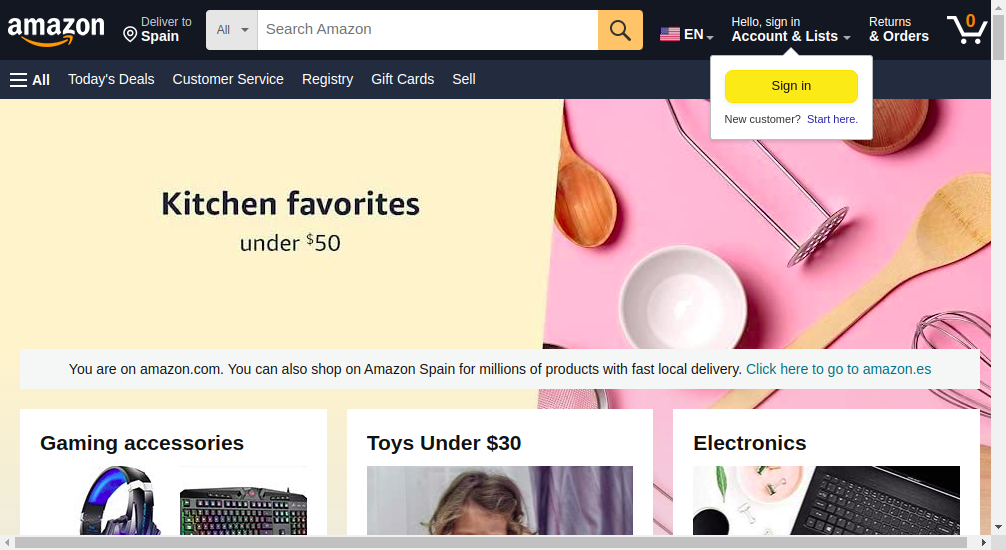 amazon
Deliver to
Spain
All
Search Amazon
EN
Hello, sign in
Account & Lists
Returns
& Orders
0
All
Today's Deals
Customer Service
Registry
Gift Cards
Sell
Sign in
New customer? Start here.
Kitchen favorites
under $50
You are on amazon.com. You can also shop on Amazon Spain for millions of products with fast local delivery. Click here to go to amazon.es
Gaming accessories
Toys Under $30
Electronics